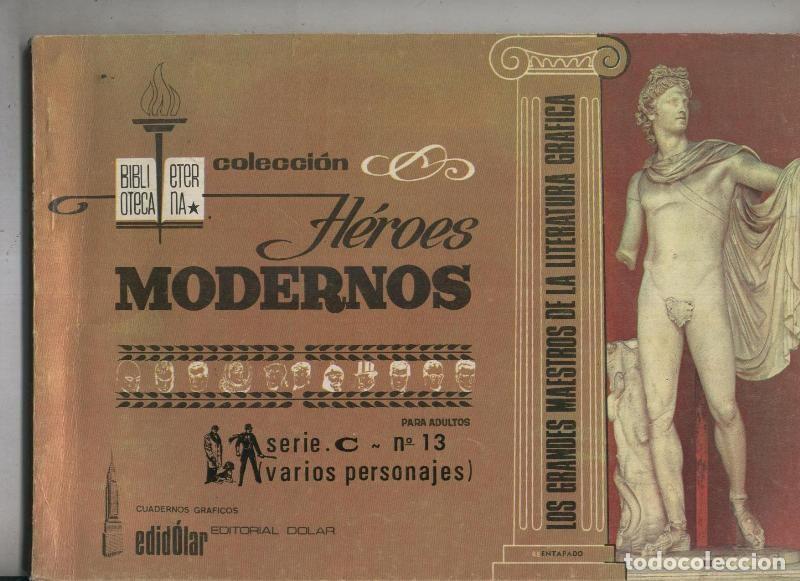 BIBLI ETER
OTECA NA★
colección
Héroes
MODERNOS
PARA ADULTOS
serie. C ~ nº 13
(varios personajes)
CUADERNOS GRAFICOS
edidÓlar EDITORIAL DOLAR
LOS GRANDES MAESTROS DE LA LITERATURA GRAFICA
ENTAPADO
todocoleccion